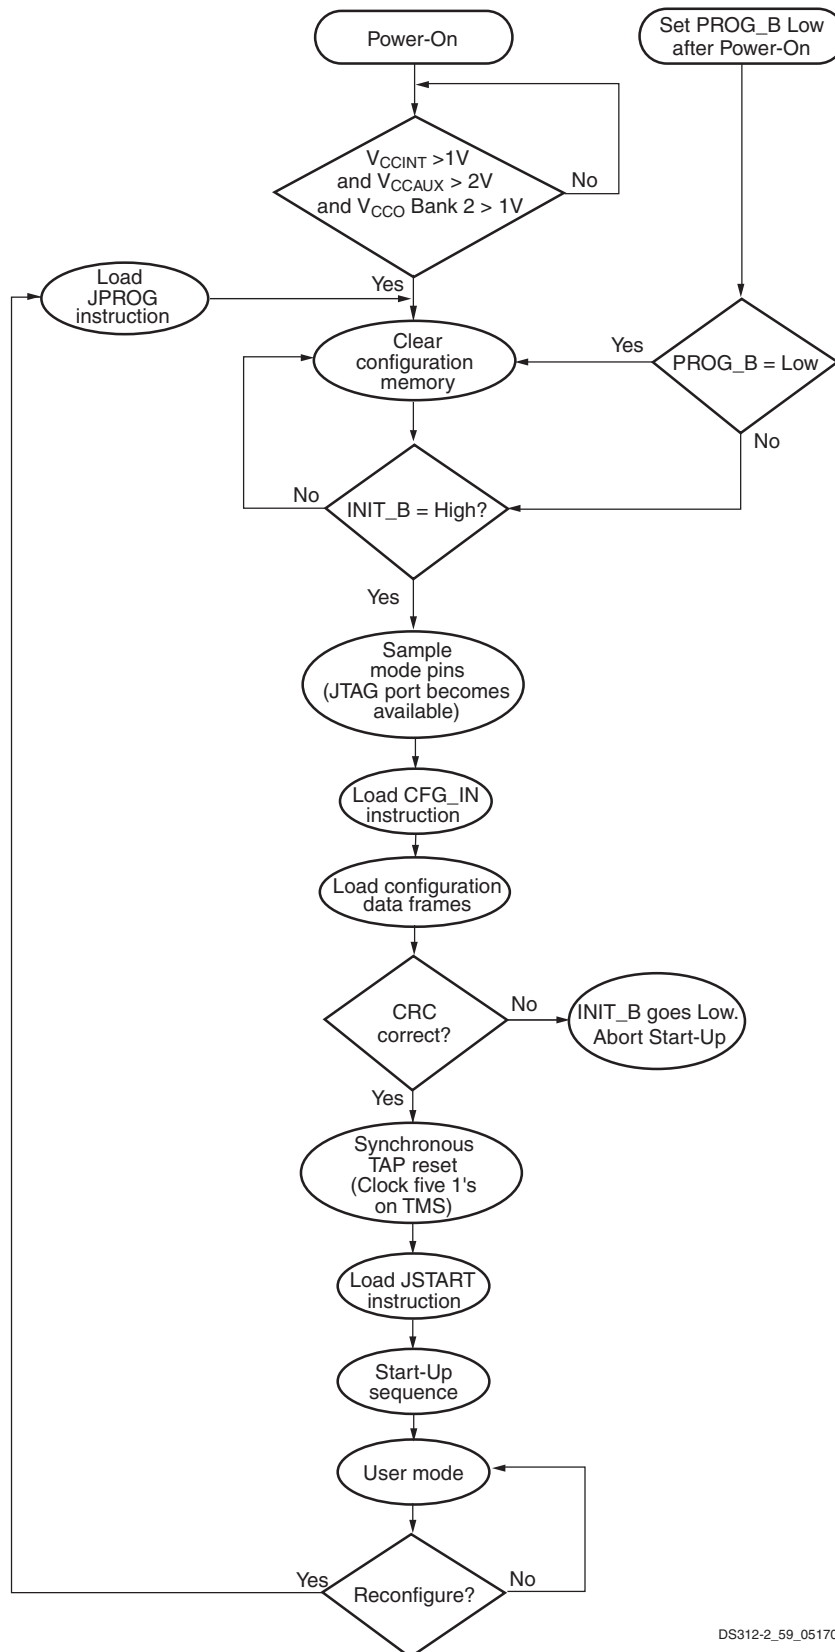 Power-On
Set PROG_B Low
after Power-On
VCCINT >1V
and VCCAUX > 2V
and VCCO Bank 2 > 1V
No
Yes
Load
JPROG
instruction
Clear
configuration
memory
Yes
PROG_B = Low
No
No
INIT_B = High?
Yes
Sample
mode pins
(JTAG port becomes
available)
Load CFG_IN
instruction
Load configuration
data frames
CRC
correct?
No
INIT_B goes Low.
Abort Start-Up
Yes
Synchronous
TAP reset
(Clock five 1's
on TMS)
Load JSTART
instruction
Start-Up
sequence
User mode
Yes
Reconfigure?
No
DS312-2_59_05170